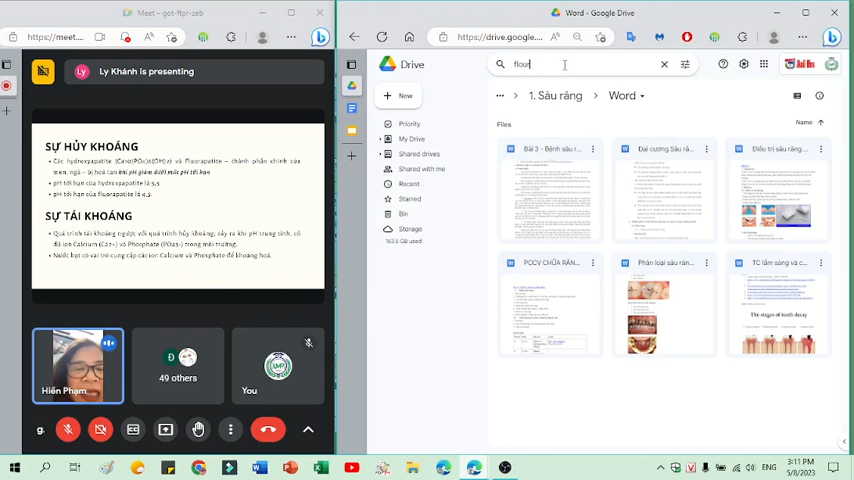 Meet – got-ftpr-zeb
https://meet....
Ly
Ly Khánh is presenting
SỰ HỦY KHOÁNG
• Các hydroxyapatite (Ca10(PO4)6(OH)2) và Fluorapatite – thành phần chính của
men, ngà – bị hoà tan khi pH giảm dưới mức pH tới hạn
• pH tới hạn của hydroxyapatite là 5,5
• pH tới hạn của fluorapatite là 4,5
SỰ TÁI KHOÁNG
• Quá trình tái khoáng ngược với quá trình hủy khoáng, xảy ra khi pH trung tính, có
đủ ion Calcium (Ca2+) và Phosphate (PO43-) trong môi trường.
• Nước bọt có vai trò cung cấp các ion Calcium và Phosphate để khoáng hoá.
Hiền Phạm
Đ
49 others
You
g.
Word - Google Drive
https://drive.google....
Drive
flour
New
... > 1. Sâu răng > Word
Priority
My Drive
Shared drives
Shared with me
Recent
Starred
Bin
Storage
163.5 GB used
Files
Name
Bài 3 - Bệnh sâu r...
Đại cương Sâu ră...
Điều trị sâu răng...
PCCV CHỮA RĂN...
Phân loại sâu răn...
TC lâm sàng và c...
The stages of tooth decay
ENG
3:11 PM
5/8/2023